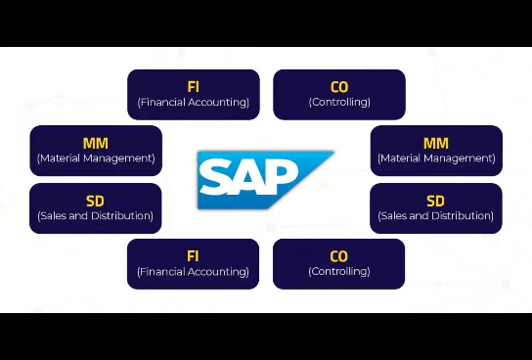 FI
(Financial Accounting)
CO
(Controlling)
MM
(Material Management)
MM
(Material Management)
SAP
SD
(Sales and Distribution)
SD
(Sales and Distribution)
FI
(Financial Accounting)
CO
(Controlling)